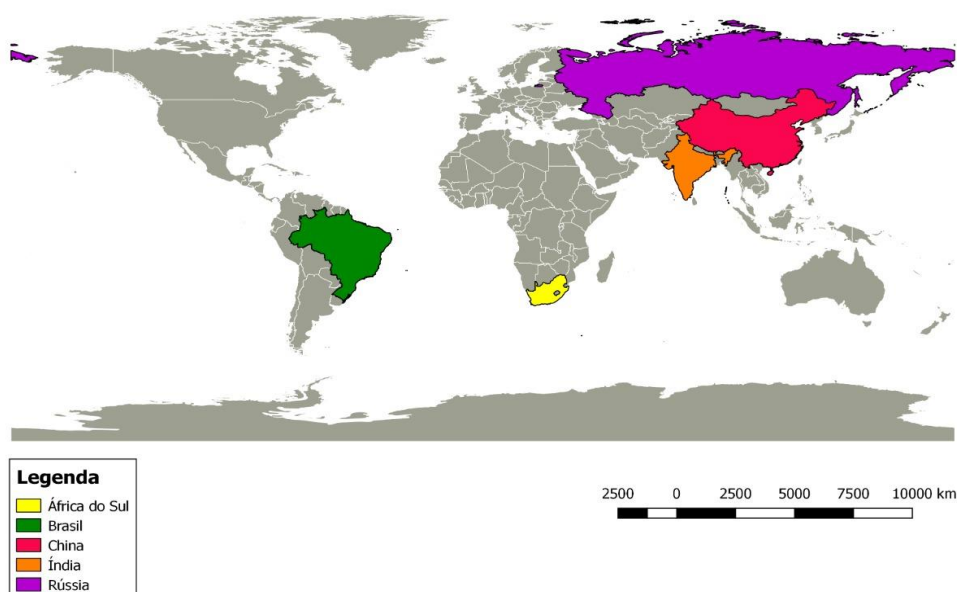 Legenda
África do Sul
Brasil
China
Índia
Rússia
2500 0 2500 5000 7500 10000 km